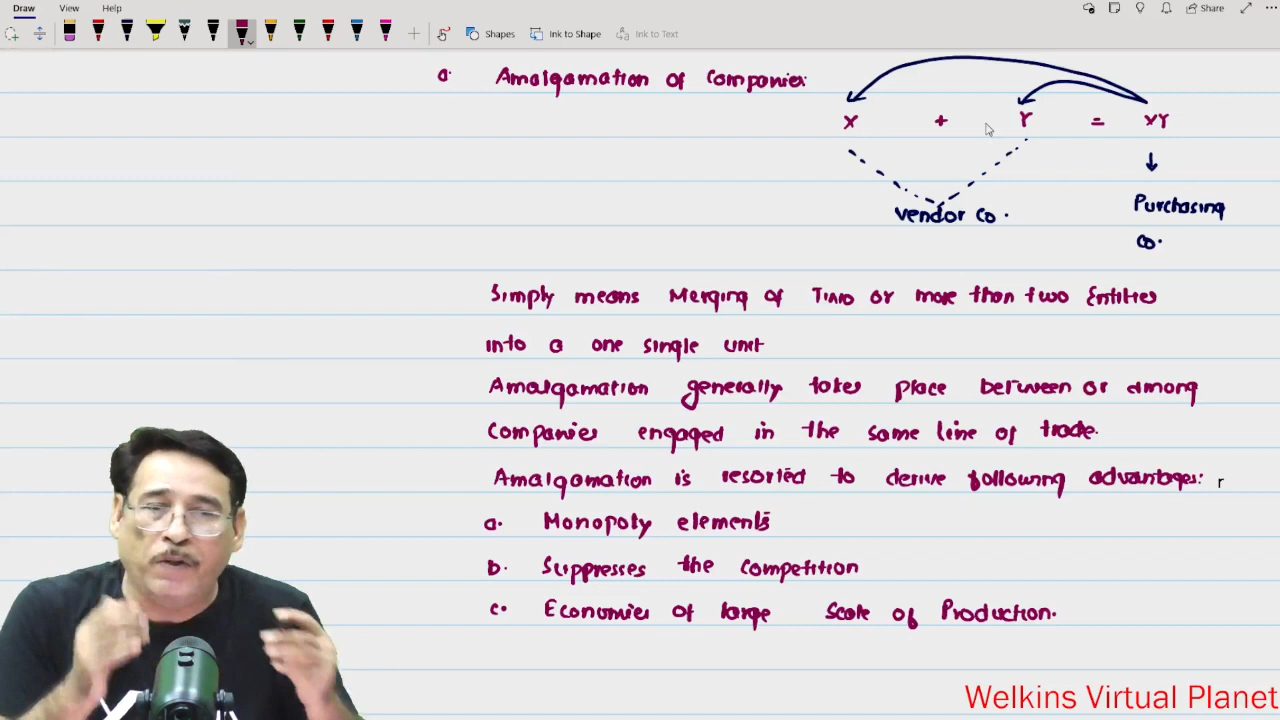 Draw View Help
Share
Shapes Ink to Shape Ink to Text
a. Amalgamation of Companies:
X + Y = XY
Vendor Co.
Purchasing
Co.
Simply means Merging of Two or more than two Entities
into a one single unit
Amalgamation generally takes place between or among
Companies engaged in the same line of trade.
Amalgamation is resorted to derive following advantages: r
a. Monopoly elements
b. Suppresses the Competition
c. Economies of large Scale of Production.
Welkins Virtual Planet